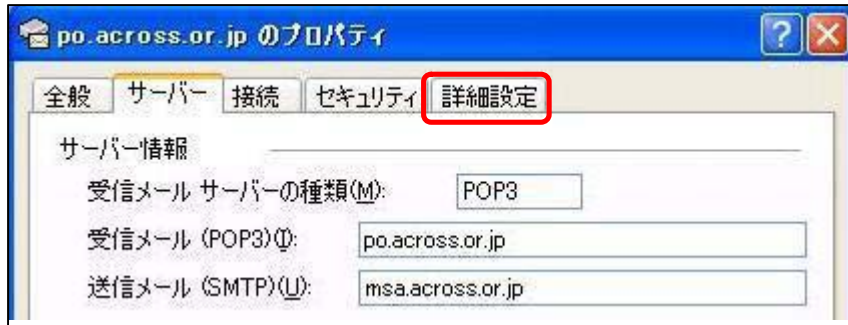 po.across.or.jp のプロパティ
全般 サーバー 接続 セキュリティ 詳細設定
サーバー情報
受信メール サーバーの種類(M): POP3
受信メール (POP3)(I): po.across.or.jp
送信メール (SMTP)(U): msa.across.or.jp